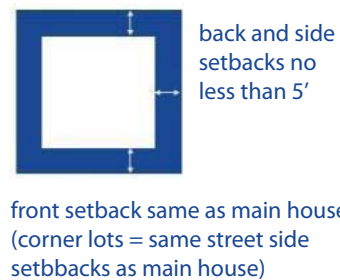 back and side
setbacks no
less than 5’
front setback same as main house
(corner lots = same street side
setbbacks as main house)